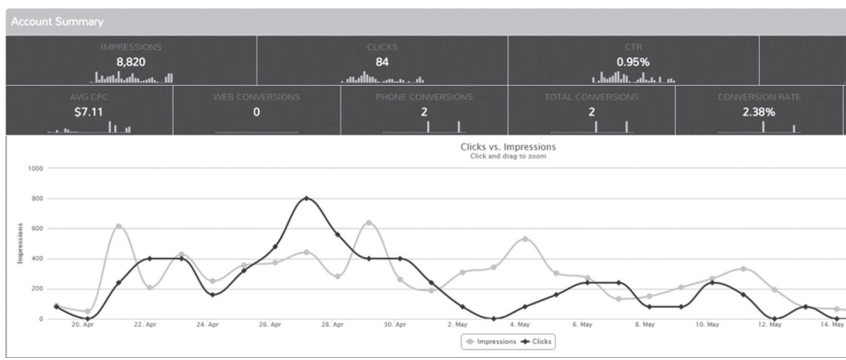 Account Summary
IMPRESSIONS
8,820
CLICKS
84
CTR
0.95%
AVG CPC
$7.11
WEB CONVERSIONS
0
PHONE CONVERSIONS
2
TOTAL CONVERSIONS
2
CONVERSION RATE
2.38%
Clicks vs. Impressions
Click and drag to zoom
Impressions
1000
800
600
400
200
0
20. Apr 22. Apr 24. Apr 26. Apr 28. Apr 30. Apr 2. May 4. May 6. May 8. May 10. May 12. May 14. May
Impressions Clicks